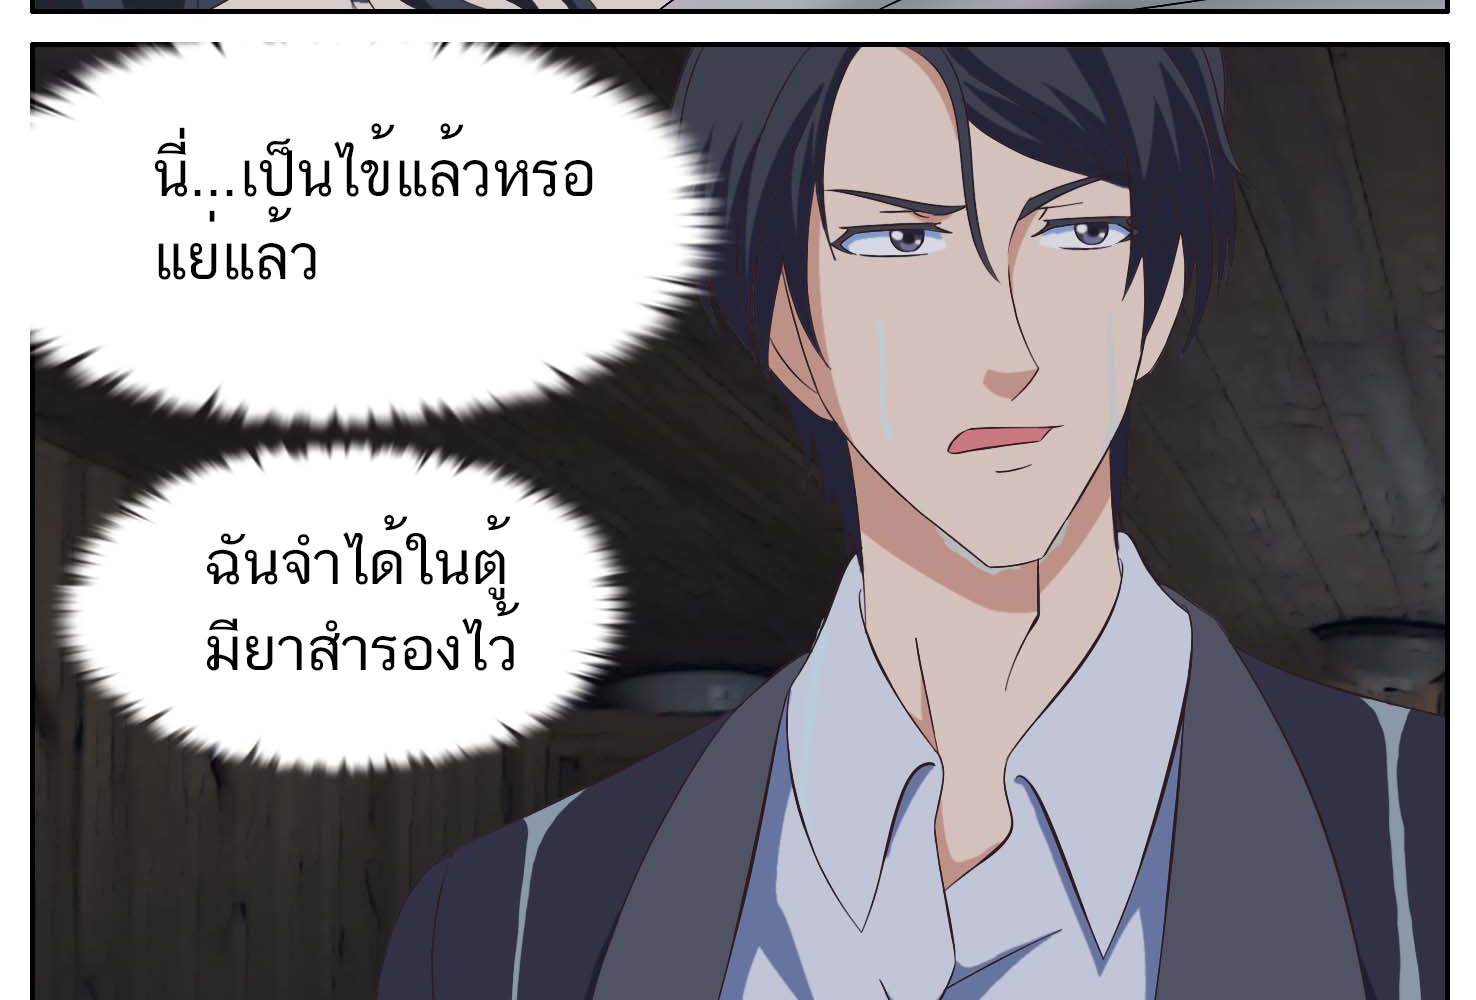 นี่...เป็นไข้แล้วหรอ
แย่แล้ว
ฉันจำได้ในตู้
มียาสำรองไว้